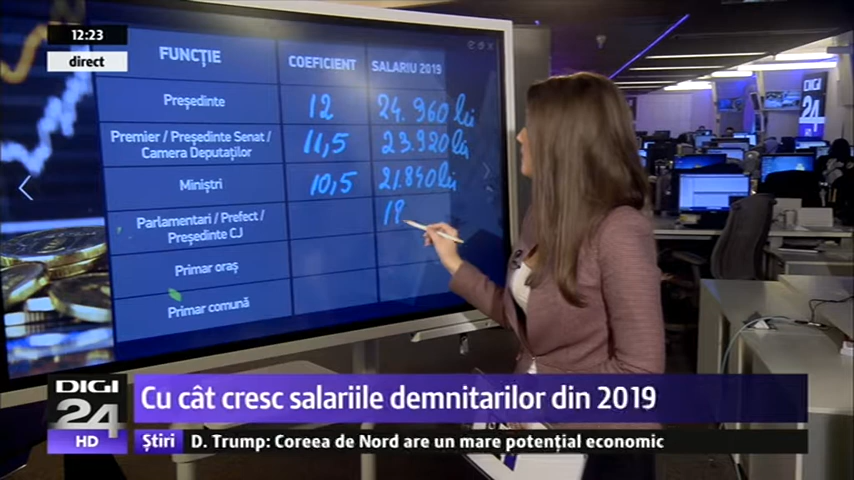 12:23
direct
FUNCȚIE COEFICIENT SALARIU 2019
Președinte 12 24.960 lei
Premier / Președinte Senat / 11,5 23.920 lei
Camera Deputaților
Miniștri 10,5 21.840 lei
Parlamentari / Prefect / 19
Președinte CJ
Primar oraș
Primar comună
DIGI
24
DIGI
24
HD
Cu cât cresc salariile demnitarilor din 2019
Știri D. Trump: Coreea de Nord are un mare potențial economic